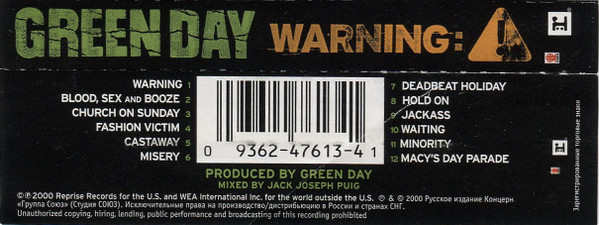 GREEN DAY WARNING:
WARNING 1
BLOOD, SEX AND BOOZE 2
CHURCH ON SUNDAY 3
FASHION VICTIM 4
CASTAWAY 5
MISERY 6
7 DEADBEAT HOLIDAY
8 HOLD ON
9 JACKASS
10 WAITING
11 MINORITY
12 MACY'S DAY PARADE
0 9362-47613-4 1
PRODUCED BY GREEN DAY
MIXED BY JACK JOSEPH PUIG
©℗ 2000 Reprise Records for the U.S. and WEA International Inc. for the world outside the U.S. ℗ & © 2000 Русское издание Концерн
«Группа Союз» (Студия СОЮЗ). Исключительные права на производство/дистрибьюцию в России и странах СНГ.
Unauthorized copying, hiring, lending, public performance and broadcasting of this recording prohibited
Зарегистрированные торговые знаки